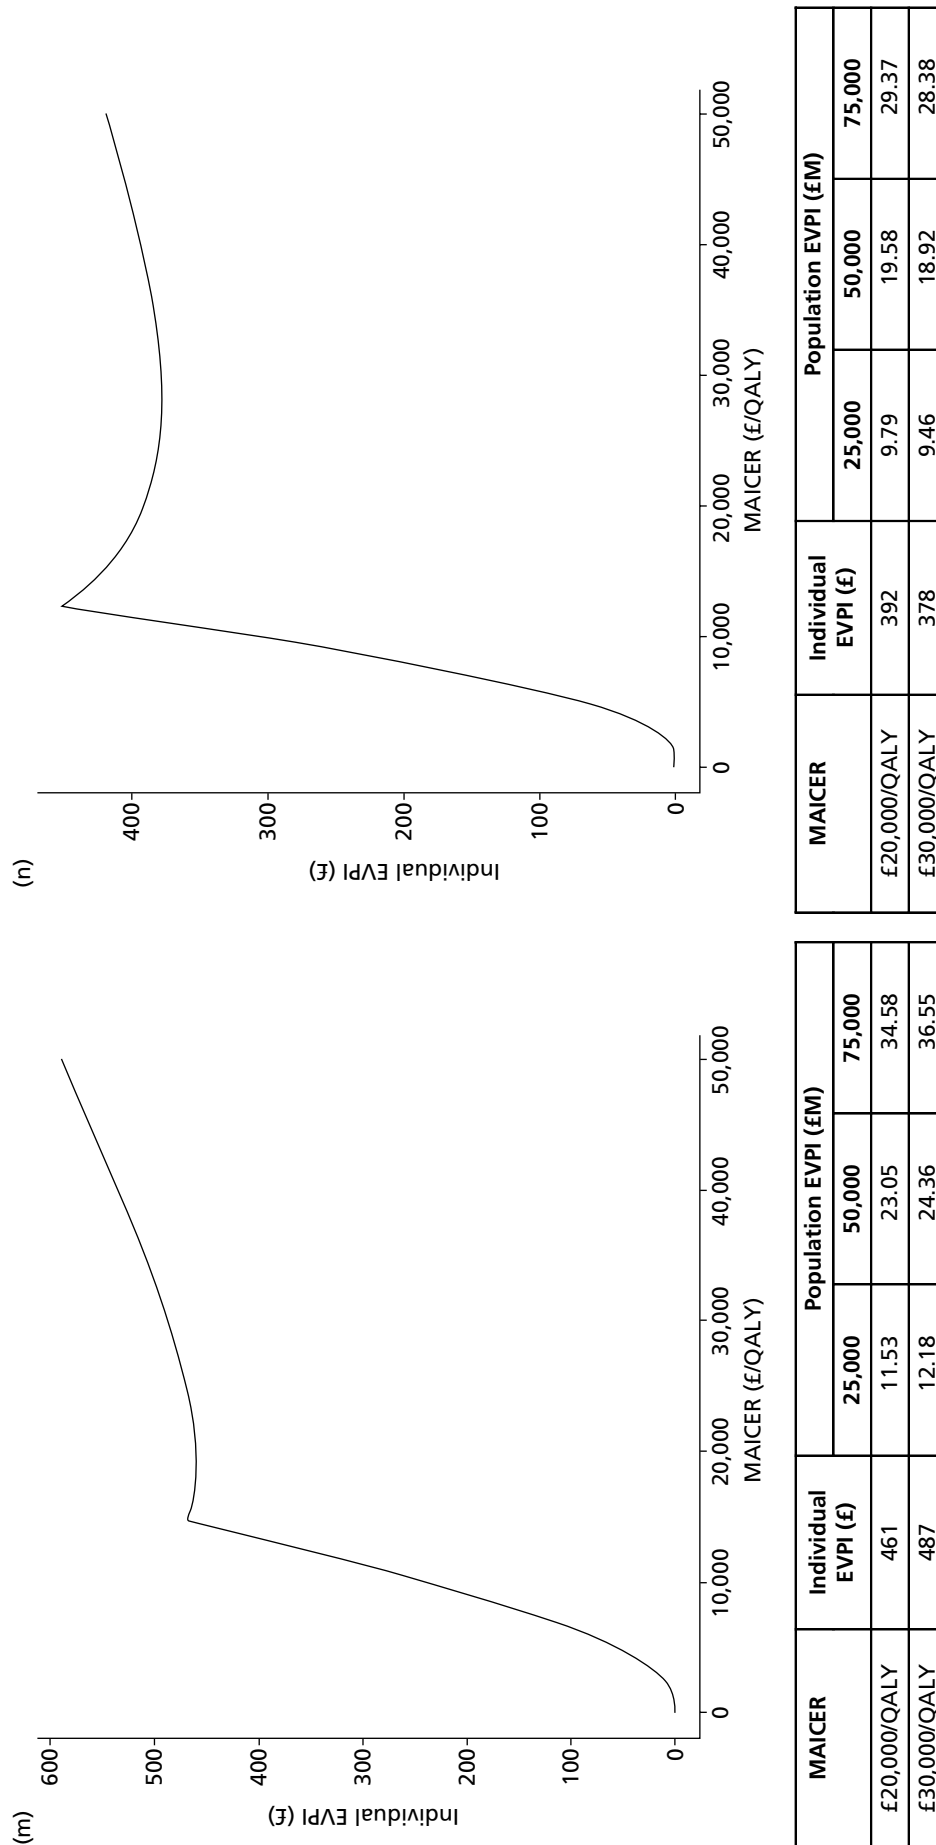 (m)
Individual EVPI (£)
600
500
400
300
200
100
0
0 10,000 20,000 30,000 40,000 50,000
MAICER (£/QALY)
MAICER Individual EVPI (£) Population EVPI (£M)
25,000 50,000 75,000
£20,000/QALY 461 11.53 23.05 34.58
£30,000/QALY 487 12.18 24.36 36.55
(n)
Individual EVPI (£)
400
300
200
100
0
0 10,000 20,000 30,000 40,000 50,000
MAICER (£/QALY)
MAICER Individual EVPI (£) Population EVPI (£M)
25,000 50,000 75,000
£20,000/QALY 392 9.79 19.58 29.37
£30,000/QALY 378 9.46 18.92 28.38